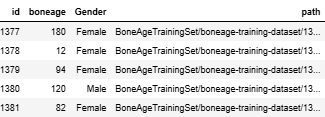 id boneage Gender path
1377 180 Female BoneAgeTrainingSet/boneage-training-dataset/13...
1378 12 Female BoneAgeTrainingSet/boneage-training-dataset/13...
1379 94 Female BoneAgeTrainingSet/boneage-training-dataset/13...
1380 120 Male BoneAgeTrainingSet/boneage-training-dataset/13...
1381 82 Female BoneAgeTrainingSet/boneage-training-dataset/13...